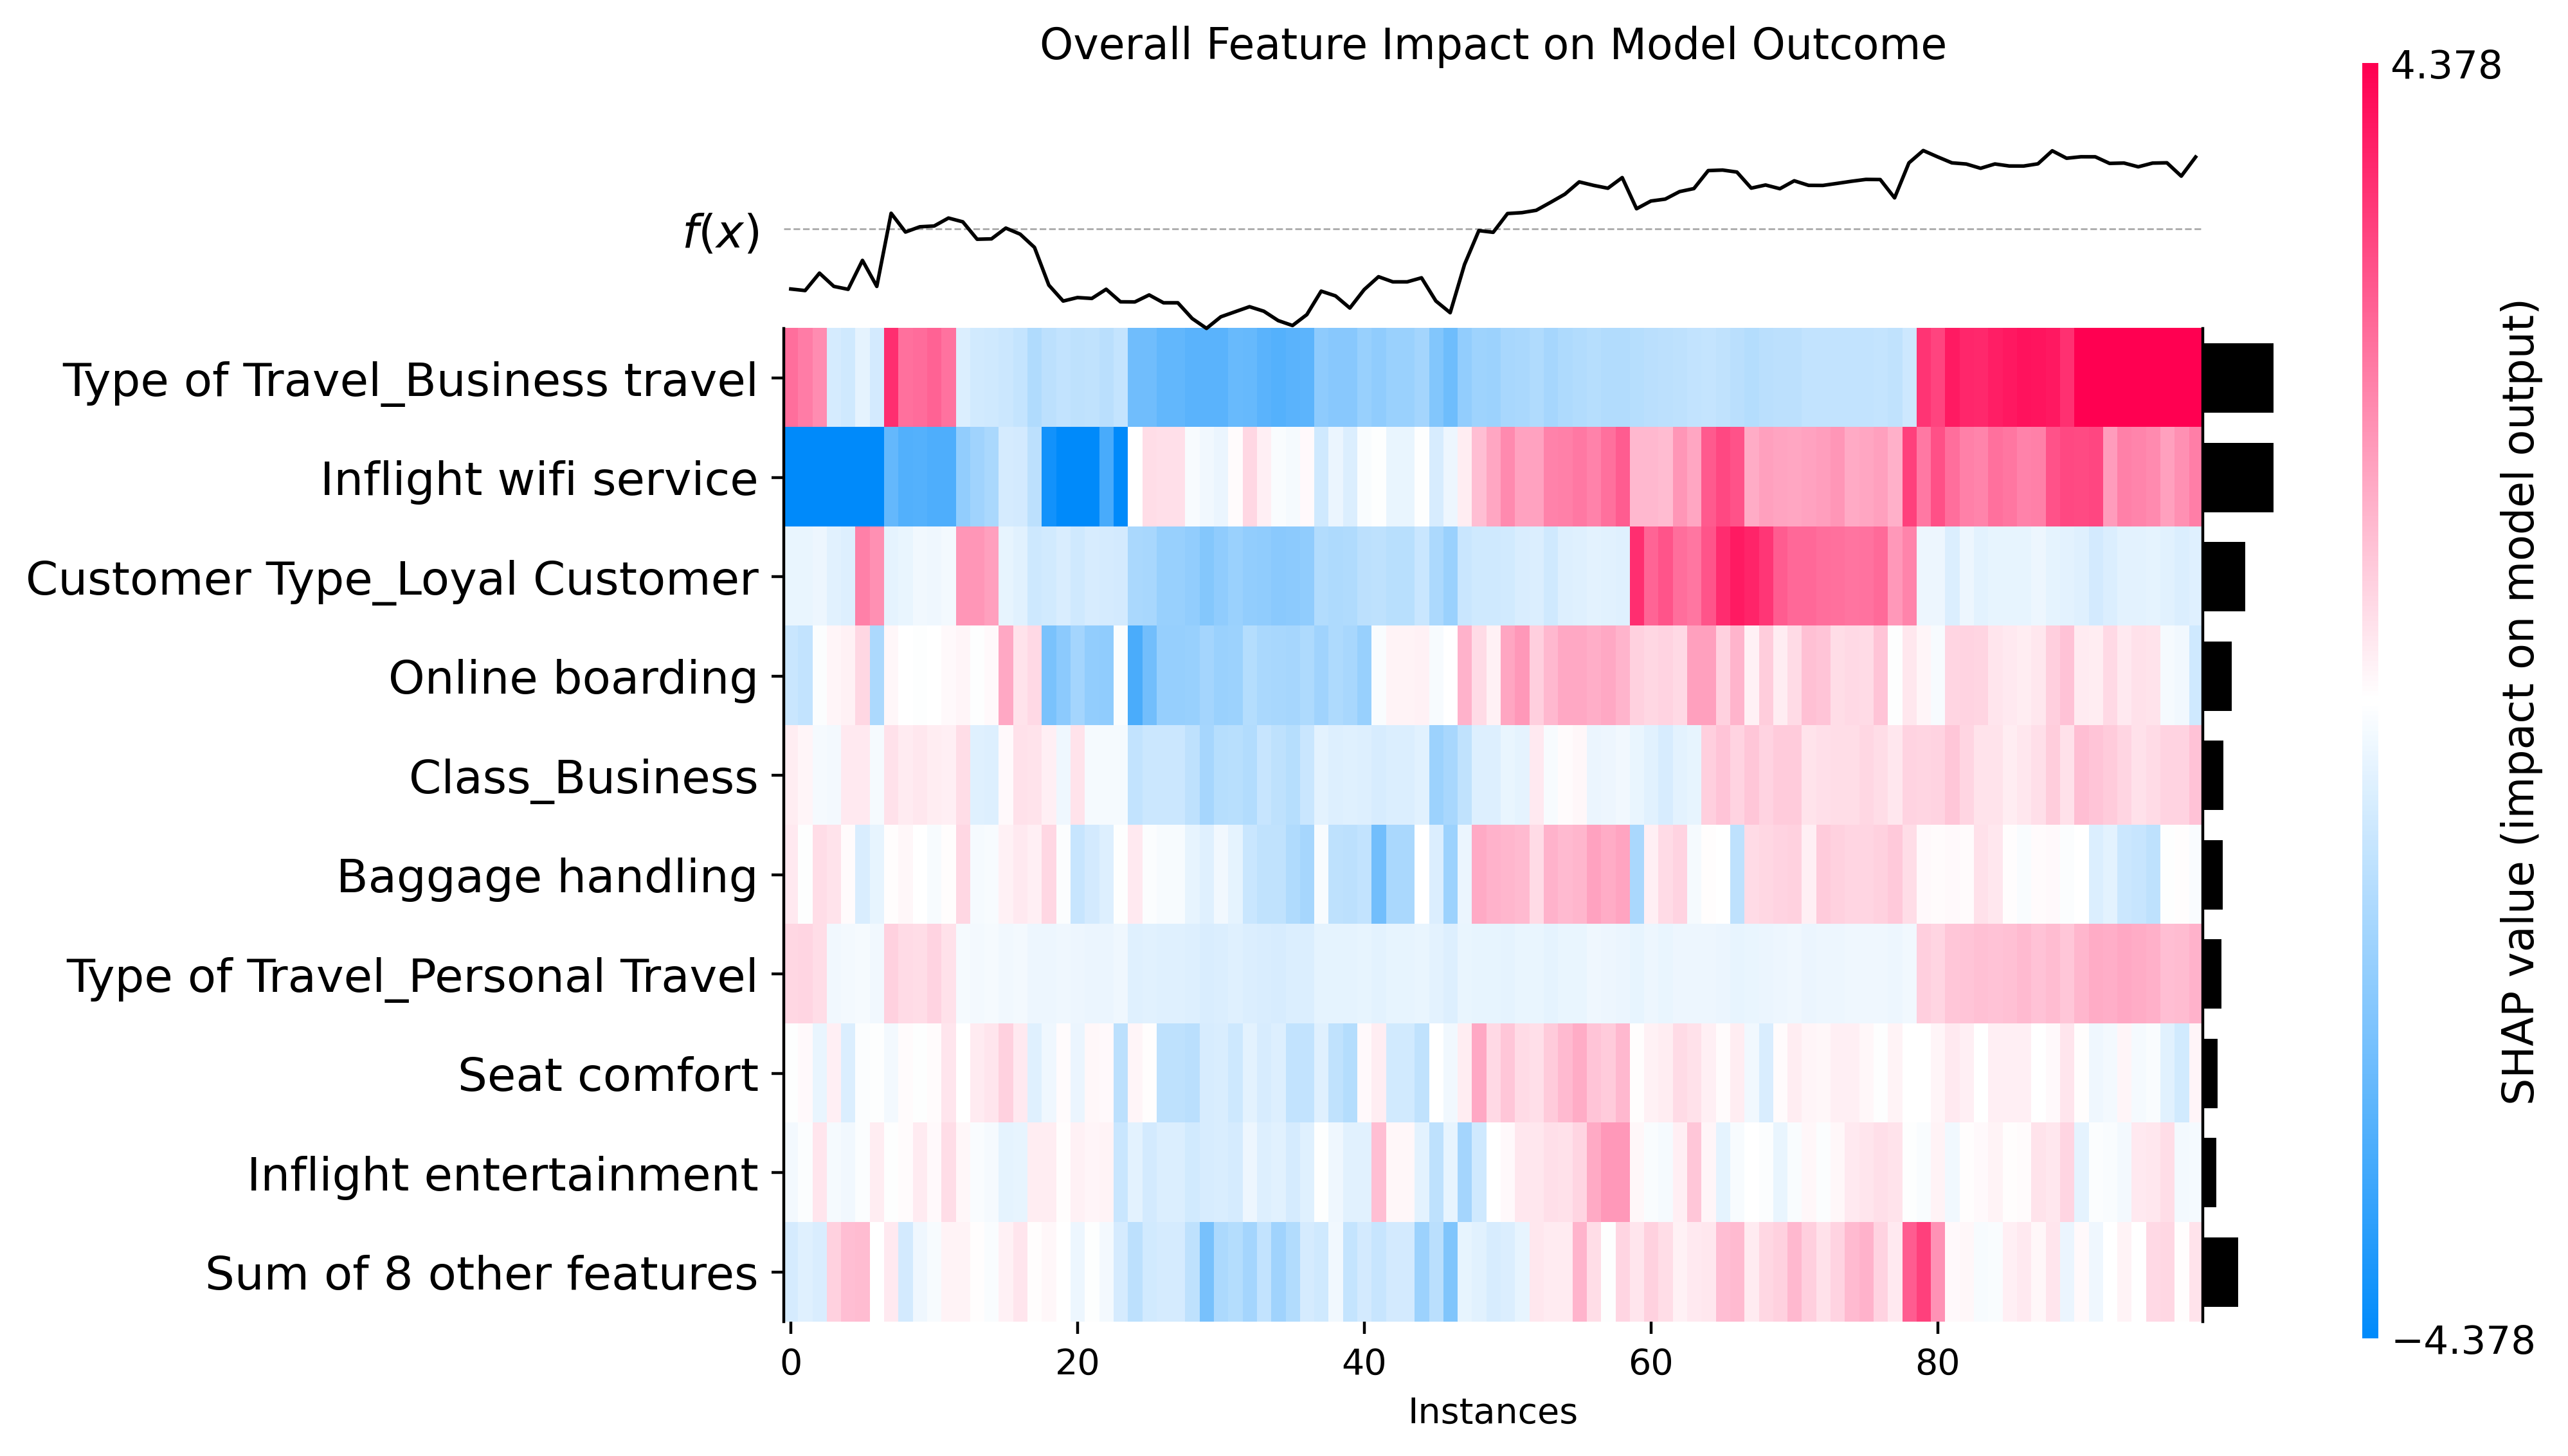 Overall Feature Impact on Model Outcome
4.378
f(x)
Type of Travel_Business travel
Inflight wifi service
Customer Type_Loyal Customer
Online boarding
Class_Business
Baggage handling
Type of Travel_Personal Travel
Seat comfort
Inflight entertainment
Sum of 8 other features
SHAP value (impact on model output)
−4.378
0 20 40 60 80
Instances